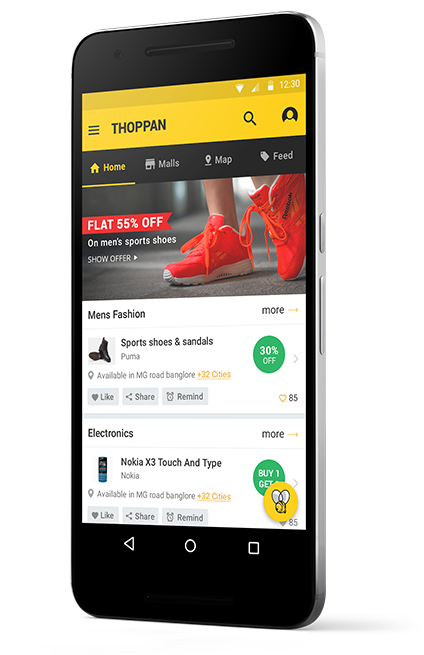 12:30
THOPPAN
Home Malls Map Feed
FLAT 55% OFF
On men's sports shoes
SHOW OFFER
Reebok
Mens Fashion more
Sports shoes & sandals
Puma
30%
OFF
Available in MG road banglore +32 Cities
Like Share Remind 85
Electronics more
Nokia X3 Touch And Type
Nokia
BUY 1
GET
Available in MG road banglore +32 Cities
Like Share Remind 85